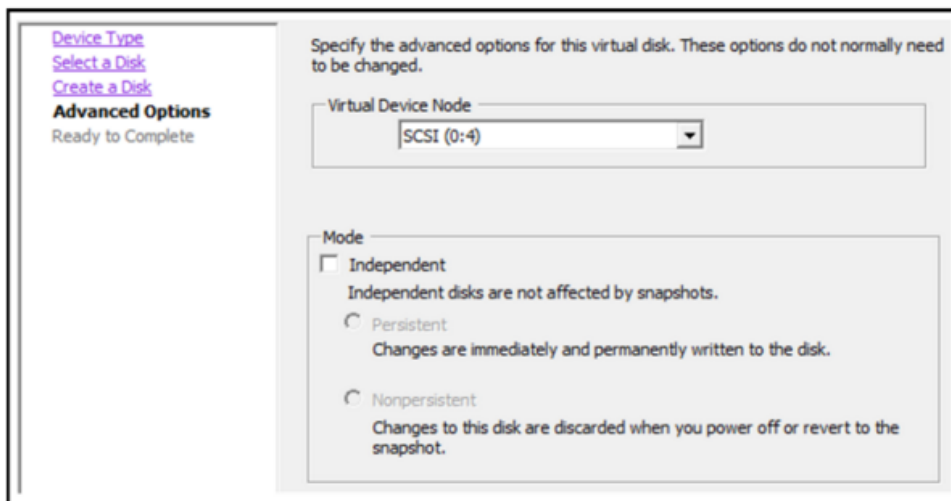 Device Type
Select a Disk
Create a Disk
Advanced Options
Ready to Complete
Specify the advanced options for this virtual disk. These options do not normally need
to be changed.
Virtual Device Node
SCSI (0:4)
Mode
Independent
Independent disks are not affected by snapshots.
Persistent
Changes are immediately and permanently written to the disk.
Nonpersistent
Changes to this disk are discarded when you power off or revert to the
snapshot.